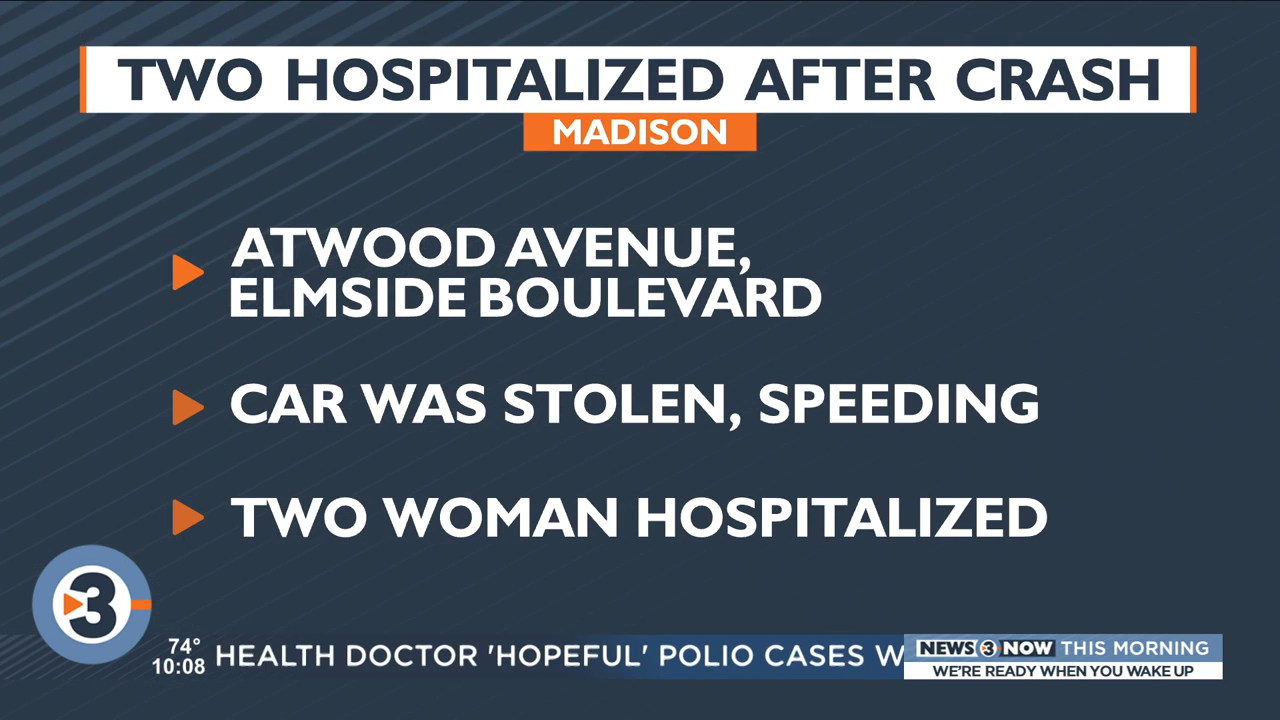 TWO HOSPITALIZED AFTER CRASH
MADISON
ATWOOD AVENUE,
ELMSIDE BOULEVARD
CAR WAS STOLEN, SPEEDING
TWO WOMAN HOSPITALIZED
3
74°
10:08
HEALTH DOCTOR 'HOPEFUL' POLIO CASES W
NEWS 3 NOW THIS MORNING
WE'RE READY WHEN YOU WAKE UP